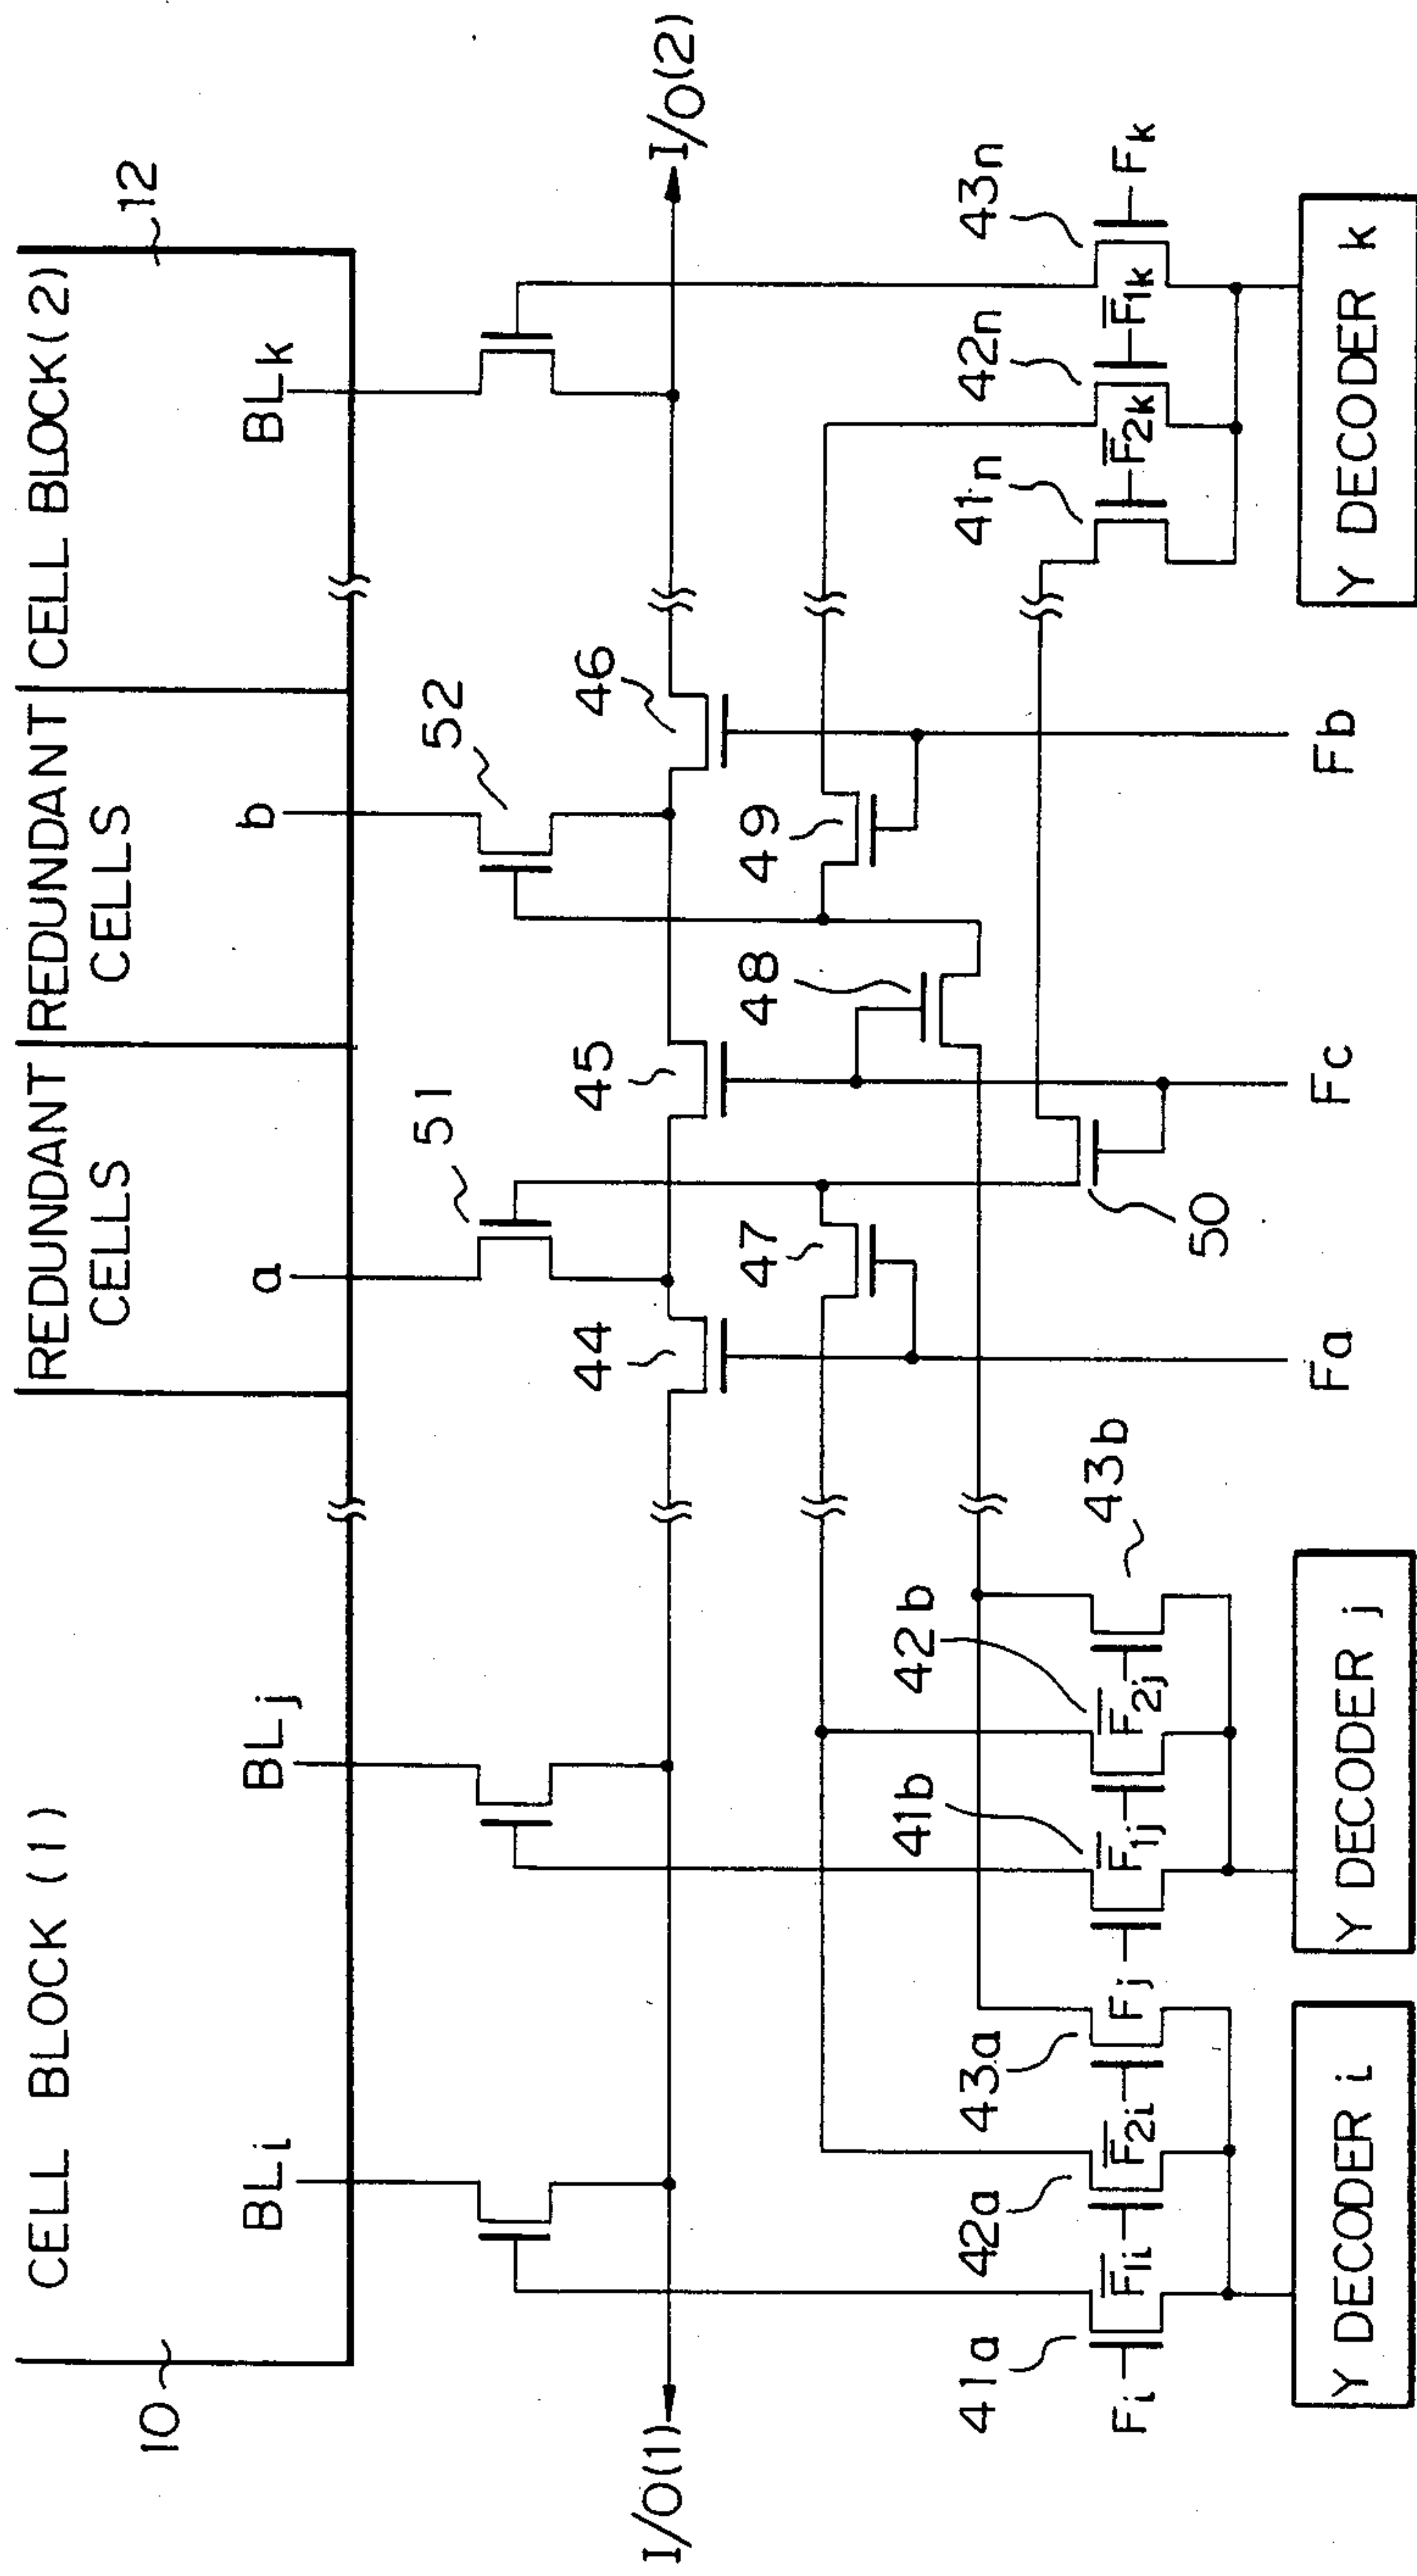 CELL BLOCK (1)
REDUNDANT
CELLS
REDUNDANT
CELLS
CELL BLOCK(2)
10
12
BLi
BLj
a
b
BLk
51
52
I/O(1)
I/O(2)
44
45
46
47
48
49
50
41a
42a
43a
41b
42b
43b
41n
42n
43n
Fi
F̅1i
F̅2i
Fj
F̅1j
F̅2j
F̅2k
F̅1k
Fk
Fa
Fc
Fb
Y DECODER i
Y DECODER j
Y DECODER k